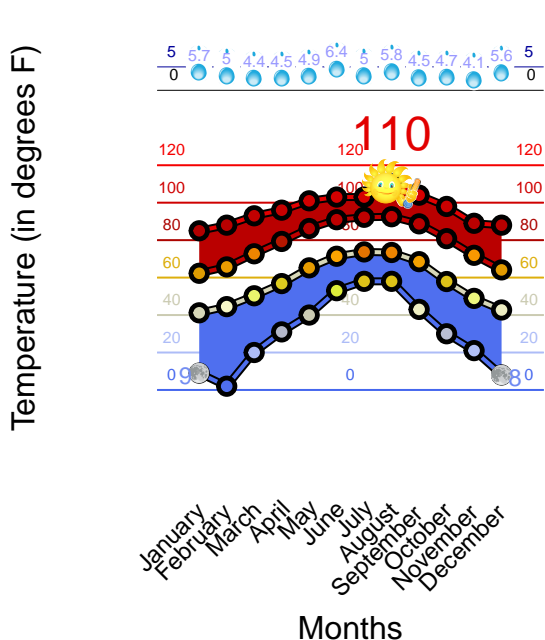 Temperature (in degrees F)
5 5.7 5 4.4 4.5 4.9 6.4 5 5.8 4.5 4.7 4.1 5.6 5
0 0
110
120 120 120
100 100 100
80 80 80
60 60
40 40 40
20 20 20
0 9 0 8 0
January
February
March
April
May
June
July
August
September
October
November
December
Months